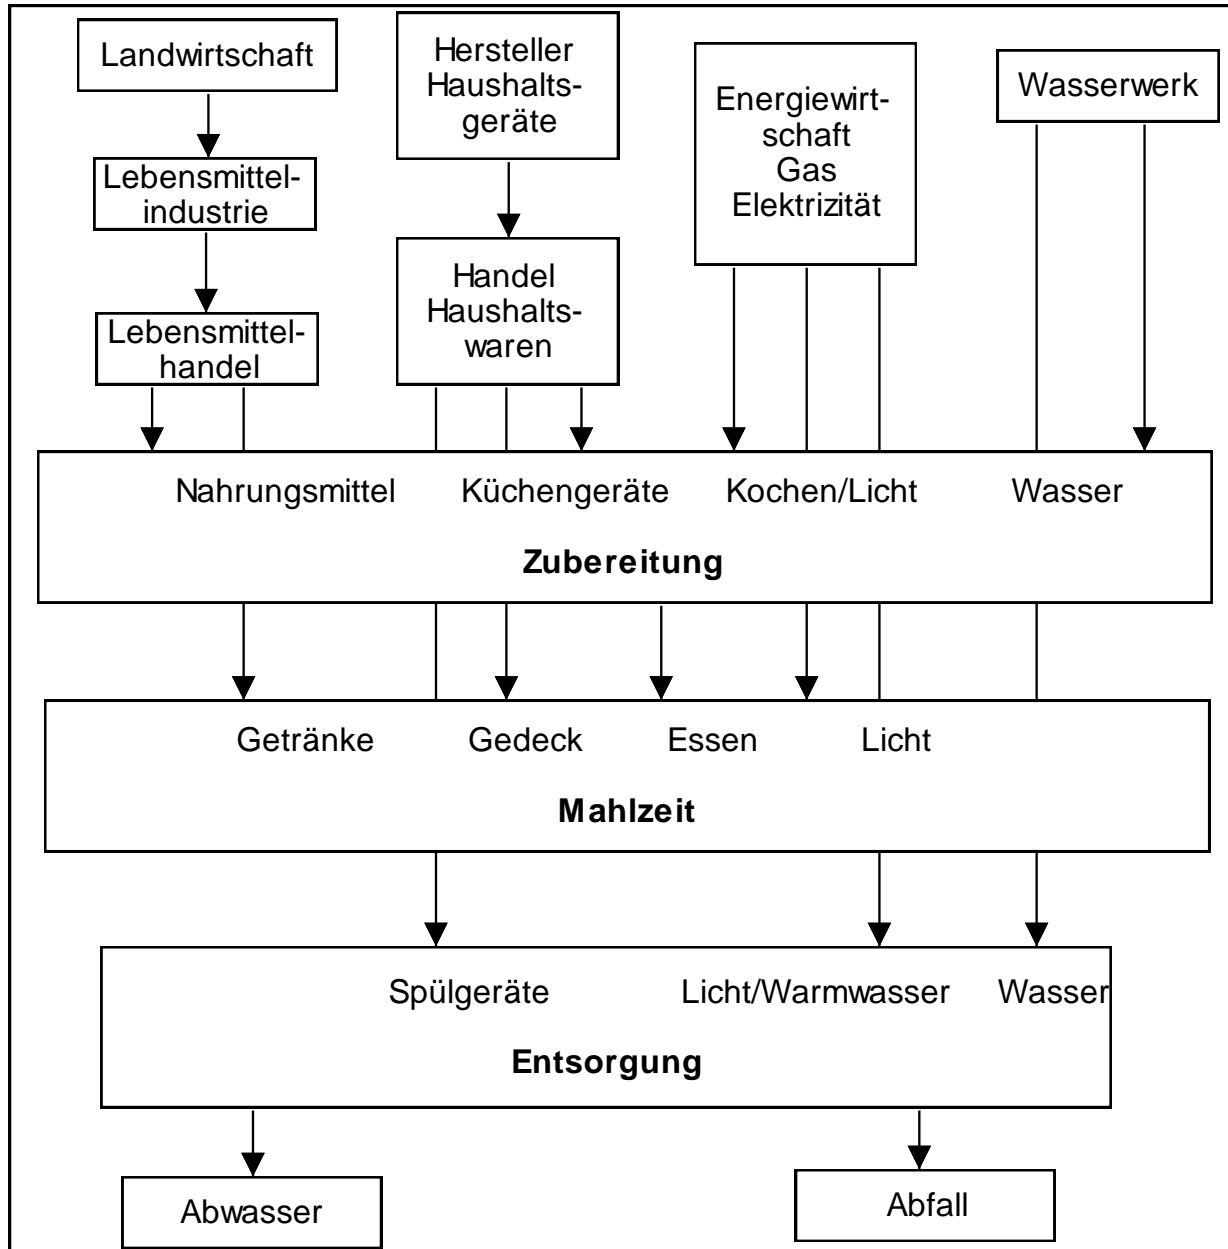 Landwirtschaft
Lebensmittel-
industrie
Lebensmittel-
handel
Hersteller
Haushalts-
geräte
Handel
Haushalts-
waren
Energiewirt-
schaft
Gas
Elektrizität
Wasserwerk
Nahrungsmittel Küchengeräte Kochen/Licht Wasser
Zubereitung
Getränke Gedeck Essen Licht
Mahlzeit
Spülgeräte Licht/Warmwasser Wasser
Entsorgung
Abwasser
Abfall